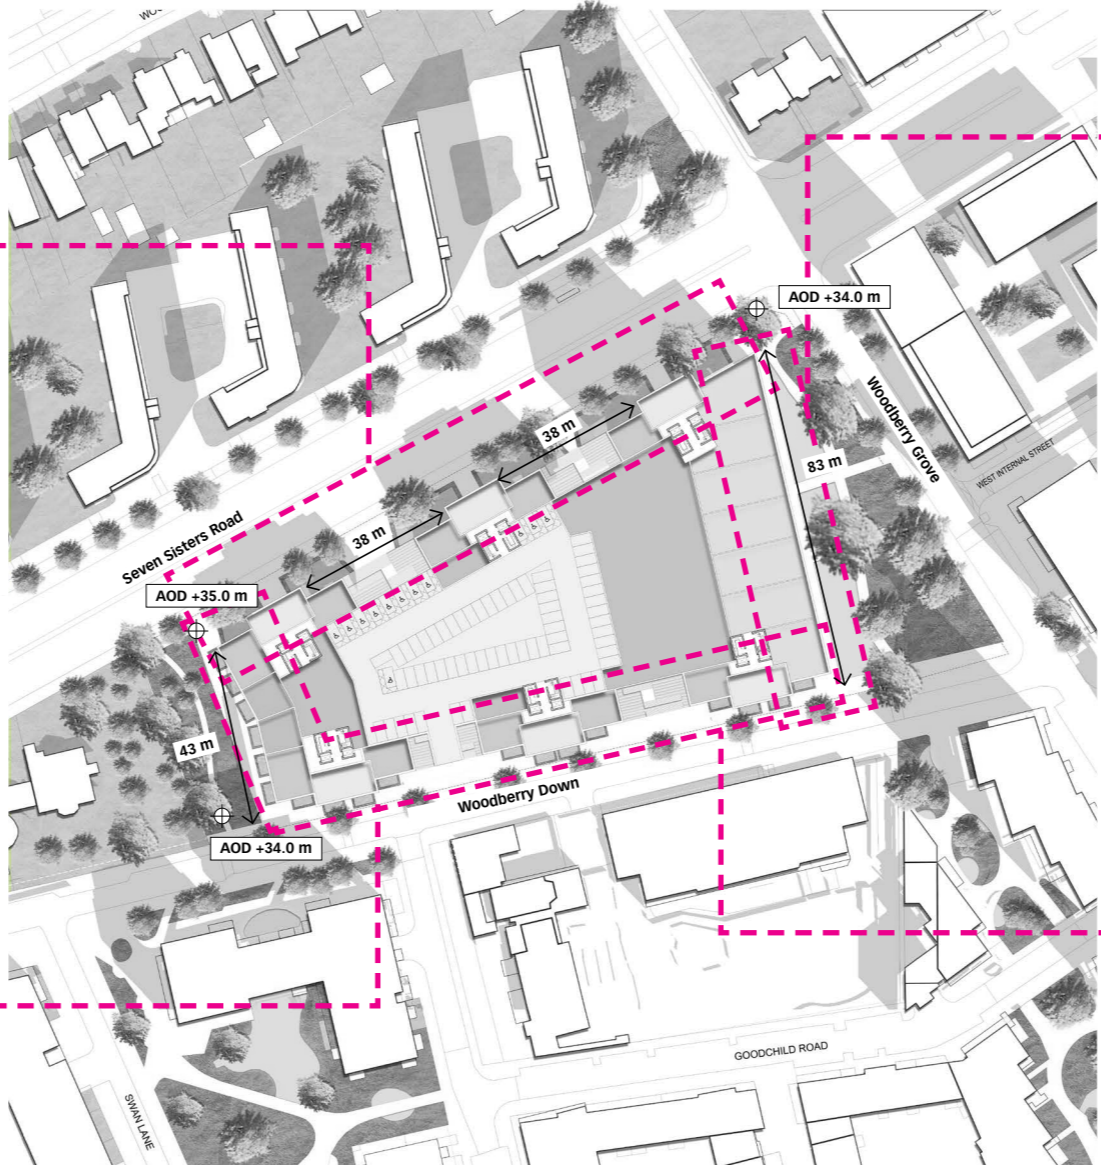 WO
AOD +34.0 m
Woodberry Grove
38 m
83 m
WEST INTERNAL STREET
38 m
Seven Sisters Road
AOD +35.0 m
43 m
Woodberry Down
AOD +34.0 m
GOODCHILD ROAD
SWAN LANE